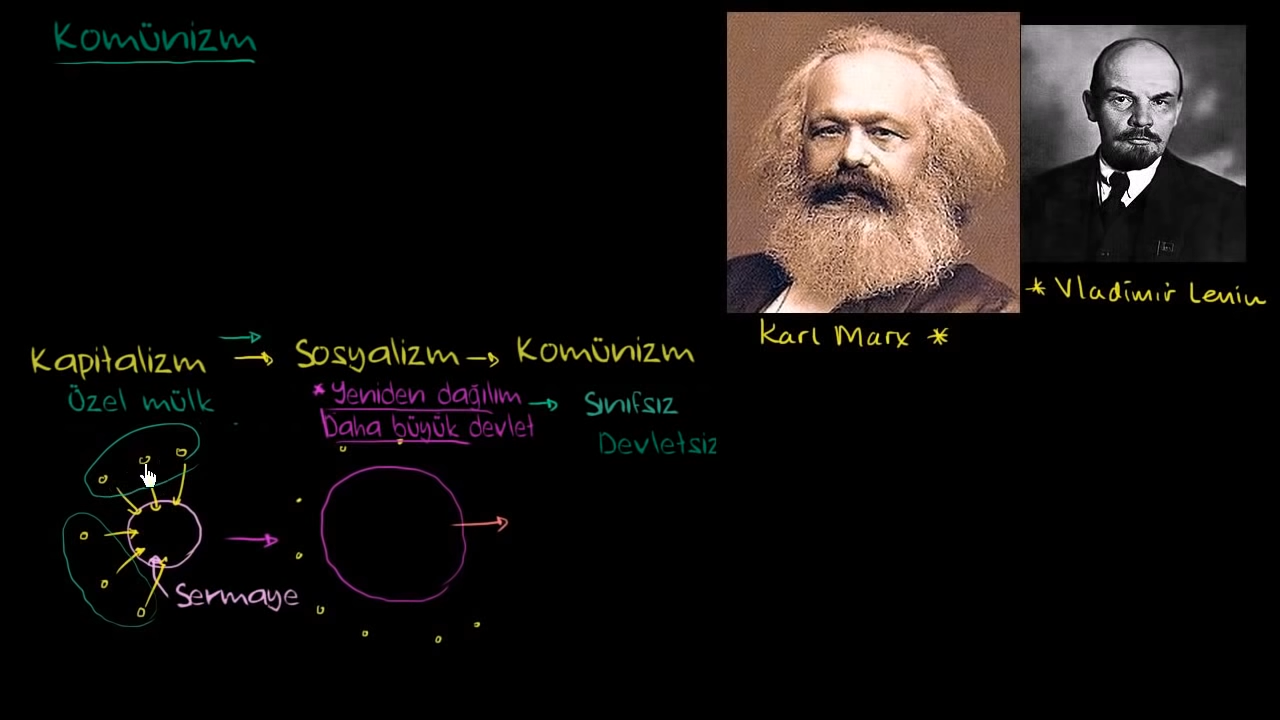 Komünizm
* Vladimir Lenin
Karl Marx *
Kapitalizm → Sosyalizm → Komünizm
Özel mülk
* Yeniden dağılım → Sınıfsız
Daha büyük devlet
Devletsiz
Sermaye